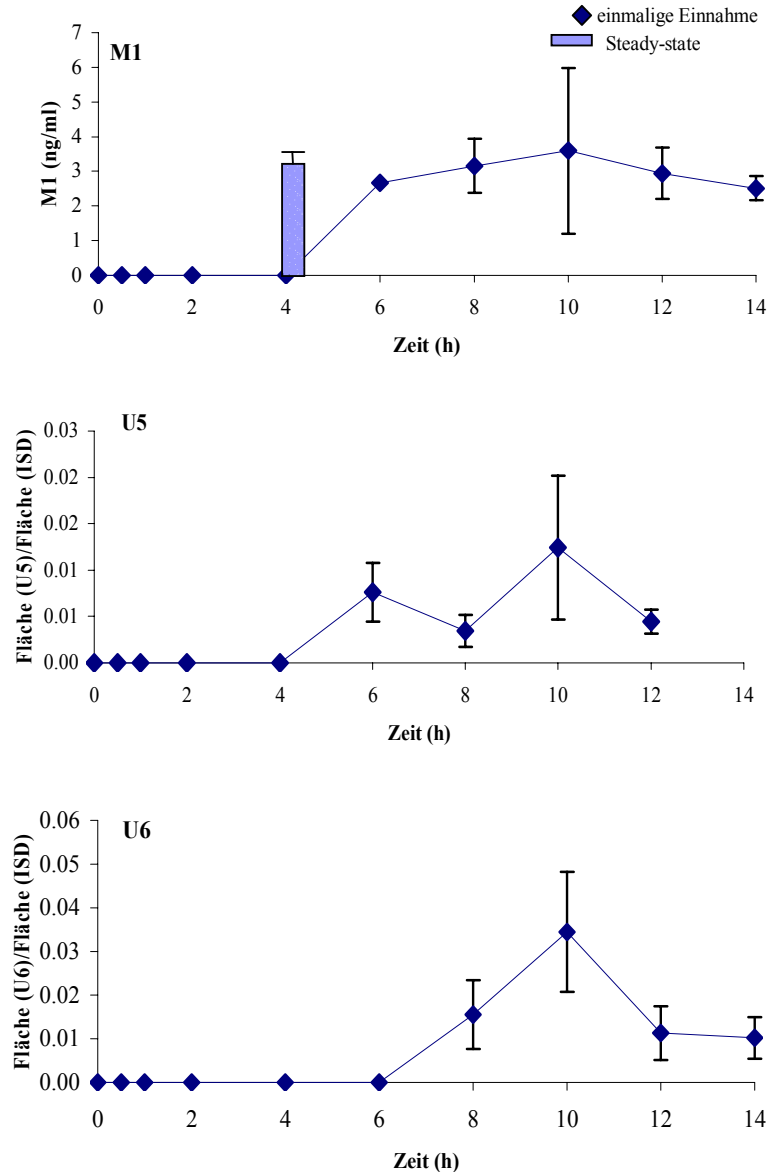 einmalige Einnahme
Steady-state
M1
7
6
5
4
3
2
1
0
M1 (ng/ml)
0 2 4 6 8 10 12 14
Zeit (h)
U5
0.03
0.02
0.02
0.01
0.01
0.00
Fläche (U5)/Fläche (ISD)
0 2 4 6 8 10 12 14
Zeit (h)
U6
0.06
0.05
0.04
0.03
0.02
0.01
0.00
Fläche (U6)/Fläche (ISD)
0 2 4 6 8 10 12 14
Zeit (h)